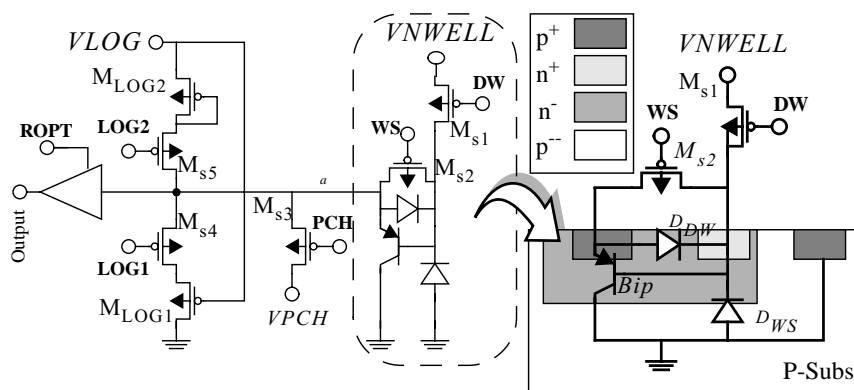 VLOG
M_LOG2
ROPT
LOG2
M_s5
Output
M_s4
LOG1
M_LOG1
M_s3
PCH
VPCH
a
VNWELL
DW
WS
M_s1
M_s2
p+
n+
n-
p--
VNWELL
M_s1
WS
DW
M_s2
D_DW
Bip
D_WS
P-Subs